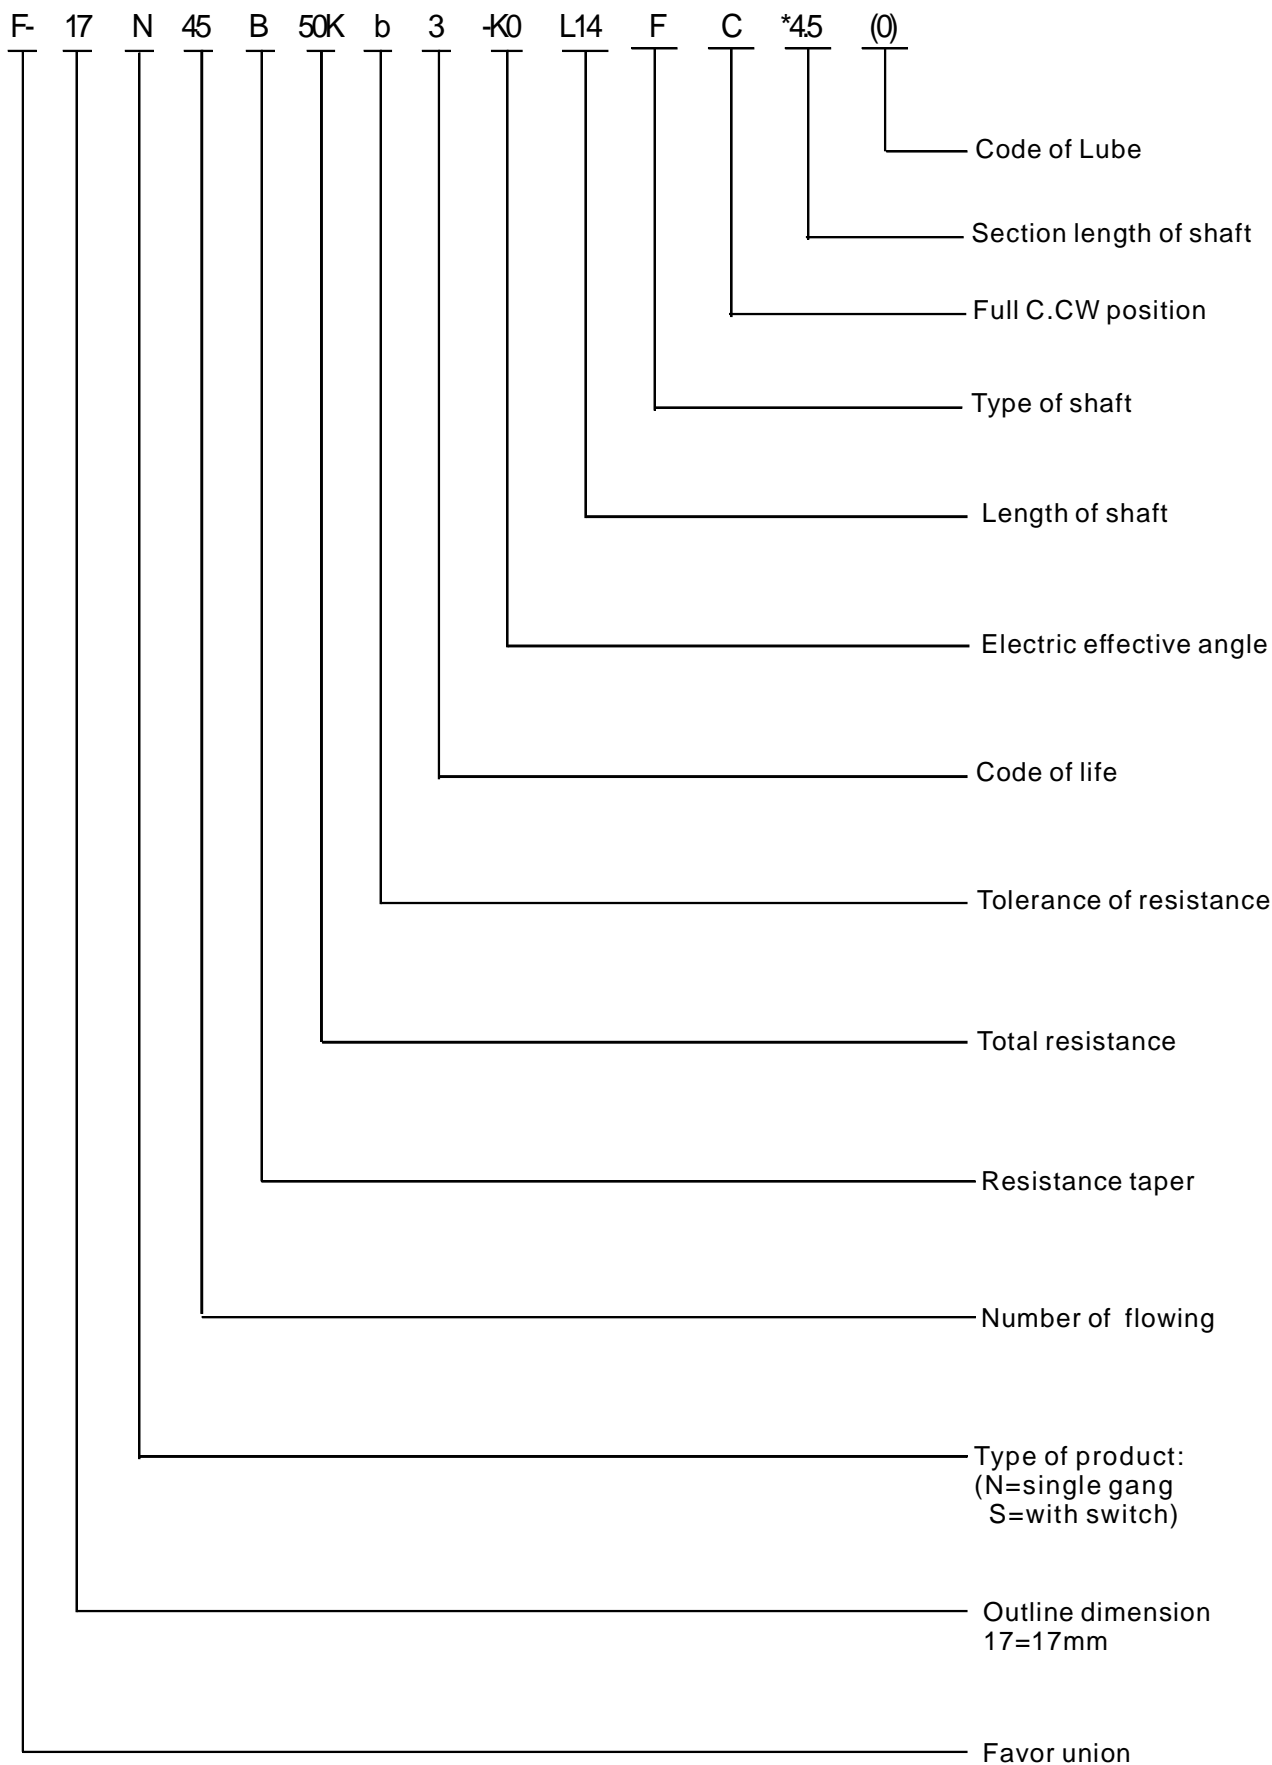 F- 17 N 45 B 50K b 3 -K0 L14 F C *4.5 (0)
Code of Lube
Section length of shaft
Full C.CW position
Type of shaft
Length of shaft
Electric effective angle
Code of life
Tolerance of resistance
Total resistance
Resistance taper
Number of flowing
Type of product:
(N=single gang
S=with switch)
Outline dimension
17=17mm
Favor union